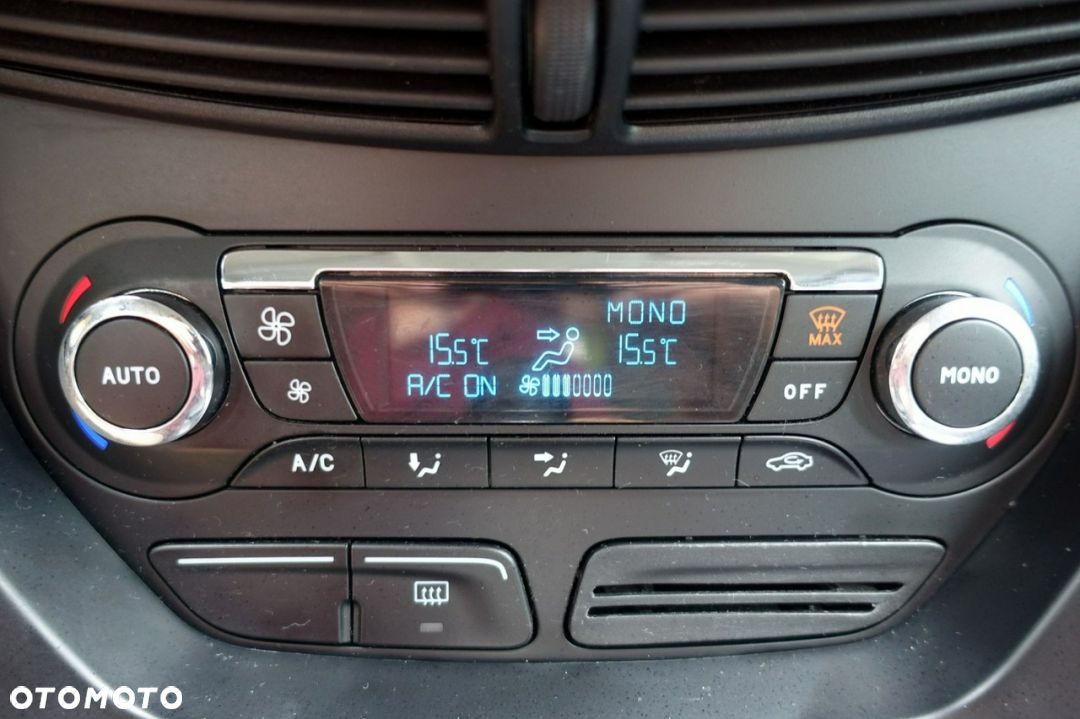 MONO
15.5°C 15.5°C
A/C ON
AUTO
MAX
OFF
MONO
A/C
OTOMOTO